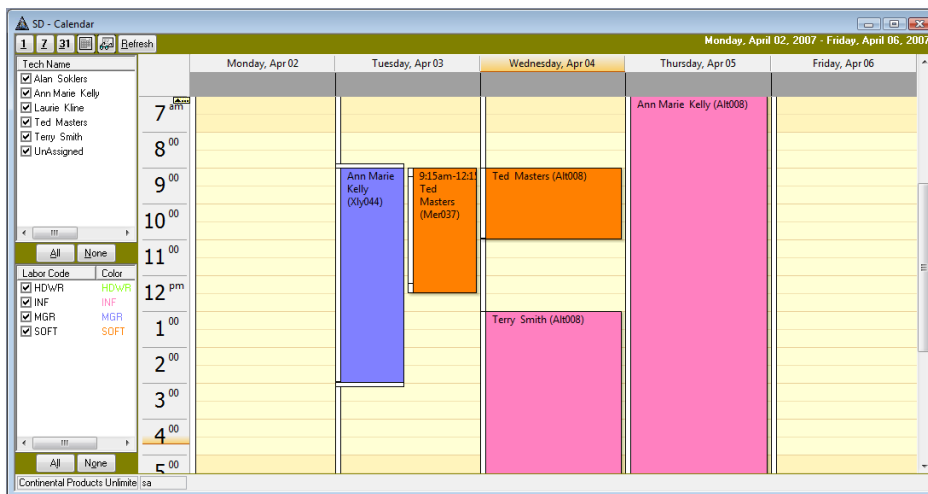 SD - Calendar
1 7 31 Refresh
Monday, April 02, 2007 - Friday, April 06, 2007
Tech Name
Alan Soklers
Ann Marie Kelly
Laurie Kline
Ted Masters
Terry Smith
UnAssigned
All None
Labor Code Color
HDWR HDWR
INF INF
MGR MGR
SOFT SOFT
All None
Continental Products Unlimite sa
Monday, Apr 02 Tuesday, Apr 03 Wednesday, Apr 04 Thursday, Apr 05 Friday, Apr 06
7 am
8 00
9 00
10 00
11 00
12 pm
1 00
2 00
3 00
4 00
5 00
Ann Marie
Kelly
(Xly044)
9:15am-12:15
Ted
Masters
(Mer037)
Ted Masters (Alt008)
Terry Smith (Alt008)
Ann Marie Kelly (Alt008)